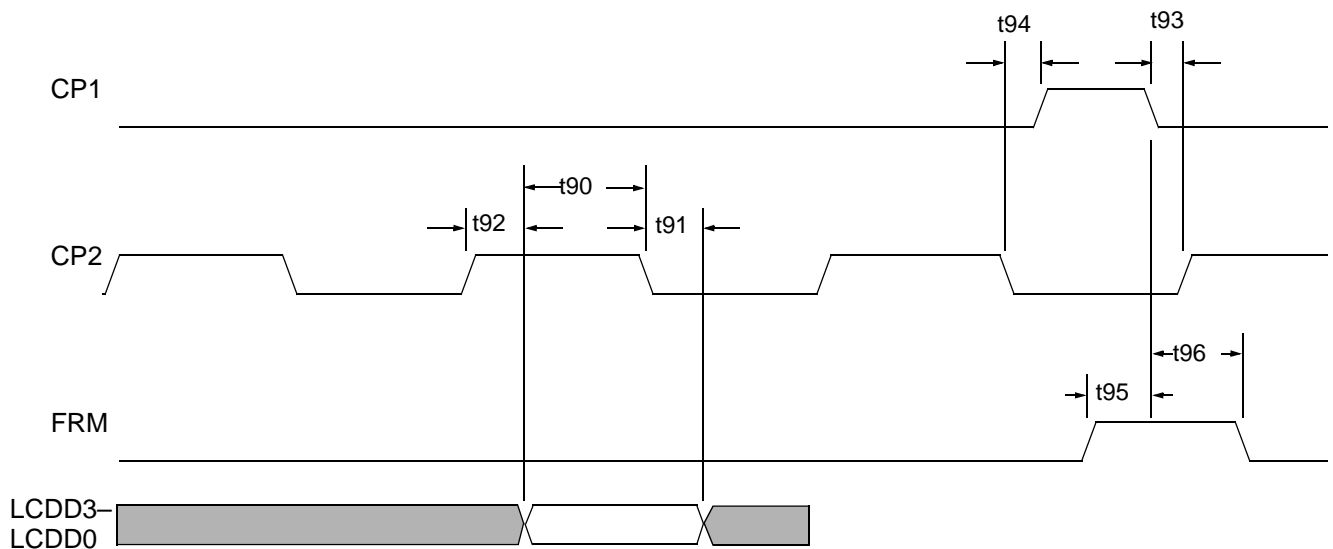 t94
t93
CP1
t90
t92
t91
CP2
t96
t95
FRM
LCDD3–
LCDD0